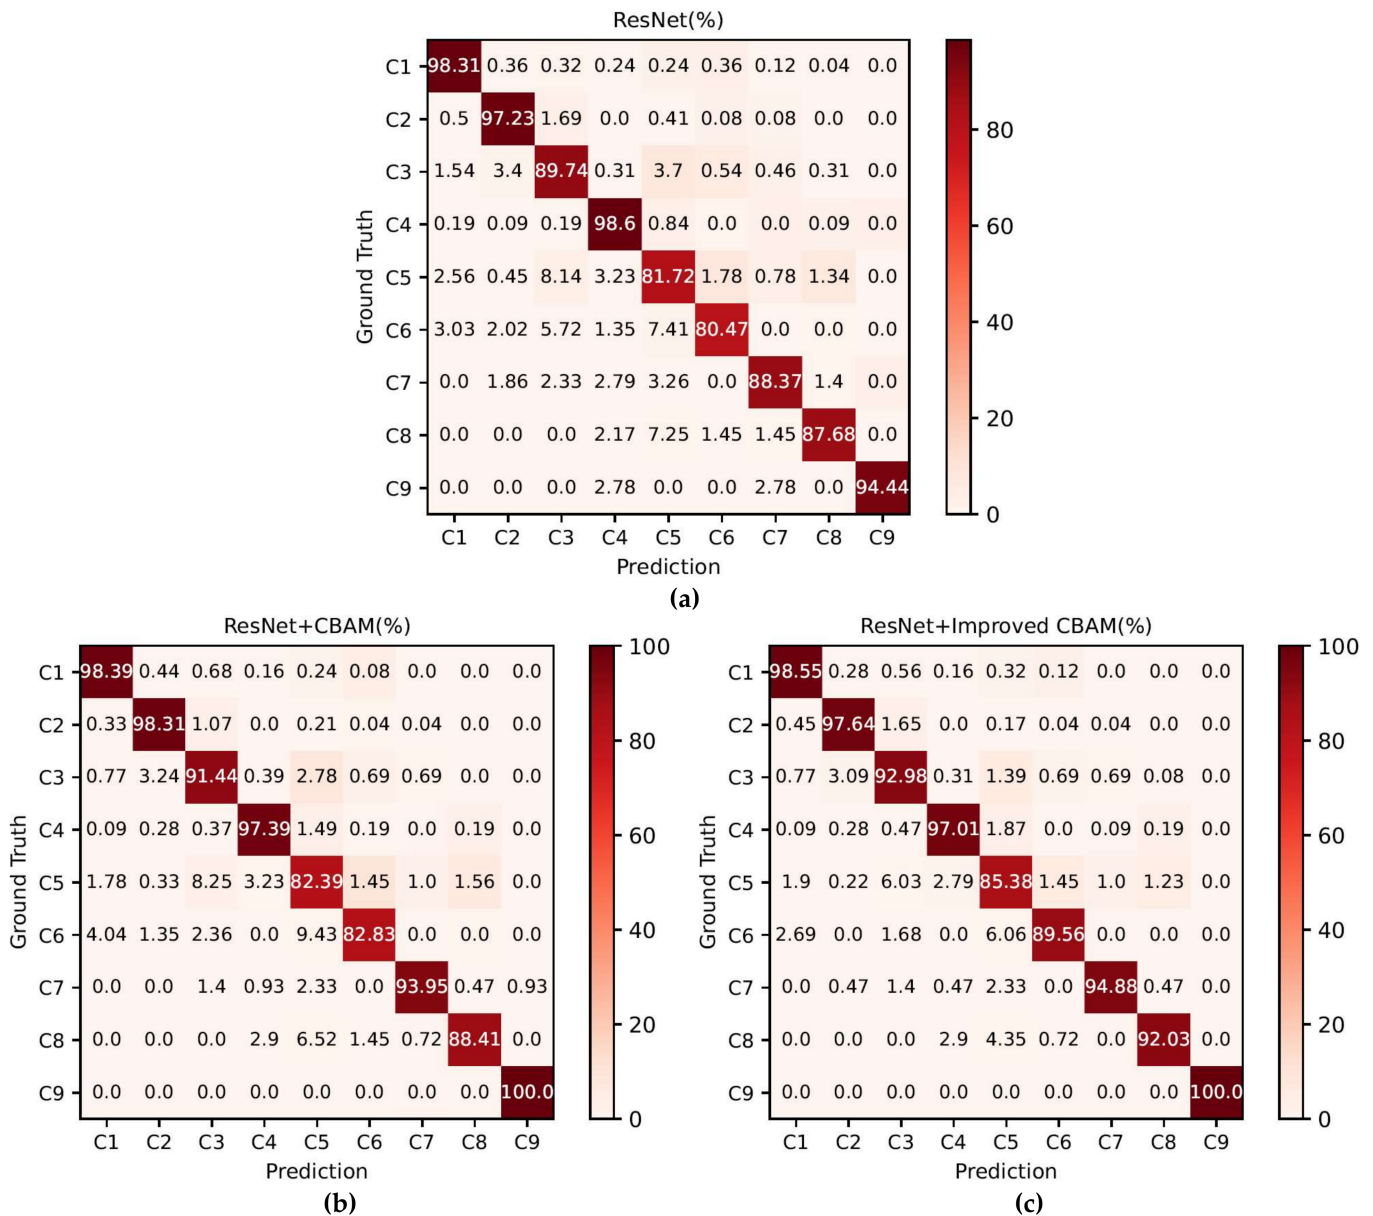 ResNet(%)
C1 98.31 0.36 0.32 0.24 0.24 0.36 0.12 0.04 0.0
C2 0.5 97.23 1.69 0.0 0.41 0.08 0.08 0.0 0.0
80
C3 1.54 3.4 89.74 0.31 3.7 0.54 0.46 0.31 0.0
C4 0.19 0.09 0.19 98.6 0.84 0.0 0.0 0.09 0.0
60
Ground Truth
C5 2.56 0.45 8.14 3.23 81.72 1.78 0.78 1.34 0.0
40
C6 3.03 2.02 5.72 1.35 7.41 80.47 0.0 0.0 0.0
C7 0.0 1.86 2.33 2.79 3.26 0.0 88.37 1.4 0.0
20
C8 0.0 0.0 0.0 2.17 7.25 1.45 1.45 87.68 0.0
C9 0.0 0.0 0.0 2.78 0.0 0.0 2.78 0.0 94.44
0
C1 C2 C3 C4 C5 C6 C7 C8 C9
Prediction
(a)
ResNet+CBAM(%)
100
C1 98.39 0.44 0.68 0.16 0.24 0.08 0.0 0.0 0.0
C2 0.33 98.31 1.07 0.0 0.21 0.04 0.04 0.0 0.0
80
C3 0.77 3.24 91.44 0.39 2.78 0.69 0.69 0.0 0.0
C4 0.09 0.28 0.37 97.39 1.49 0.19 0.0 0.19 0.0
60
Ground Truth
C5 1.78 0.33 8.25 3.23 82.39 1.45 1.0 1.56 0.0
40
C6 4.04 1.35 2.36 0.0 9.43 82.83 0.0 0.0 0.0
C7 0.0 0.0 1.4 0.93 2.33 0.0 93.95 0.47 0.93
20
C8 0.0 0.0 0.0 2.9 6.52 1.45 0.72 88.41 0.0
C9 0.0 0.0 0.0 0.0 0.0 0.0 0.0 0.0 100.0
0
C1 C2 C3 C4 C5 C6 C7 C8 C9
Prediction
(b)
ResNet+Improved CBAM(%)
100
C1 98.55 0.28 0.56 0.16 0.32 0.12 0.0 0.0 0.0
C2 0.45 97.64 1.65 0.0 0.17 0.04 0.04 0.0 0.0
80
C3 0.77 3.09 92.98 0.31 1.39 0.69 0.69 0.08 0.0
C4 0.09 0.28 0.47 97.01 1.87 0.0 0.09 0.19 0.0
60
Ground Truth
C5 1.9 0.22 6.03 2.79 85.38 1.45 1.0 1.23 0.0
40
C6 2.69 0.0 1.68 0.0 6.06 89.56 0.0 0.0 0.0
C7 0.0 0.47 1.4 0.47 2.33 0.0 94.88 0.47 0.0
20
C8 0.0 0.0 0.0 2.9 4.35 0.72 0.0 92.03 0.0
C9 0.0 0.0 0.0 0.0 0.0 0.0 0.0 0.0 100.0
0
C1 C2 C3 C4 C5 C6 C7 C8 C9
Prediction
(c)